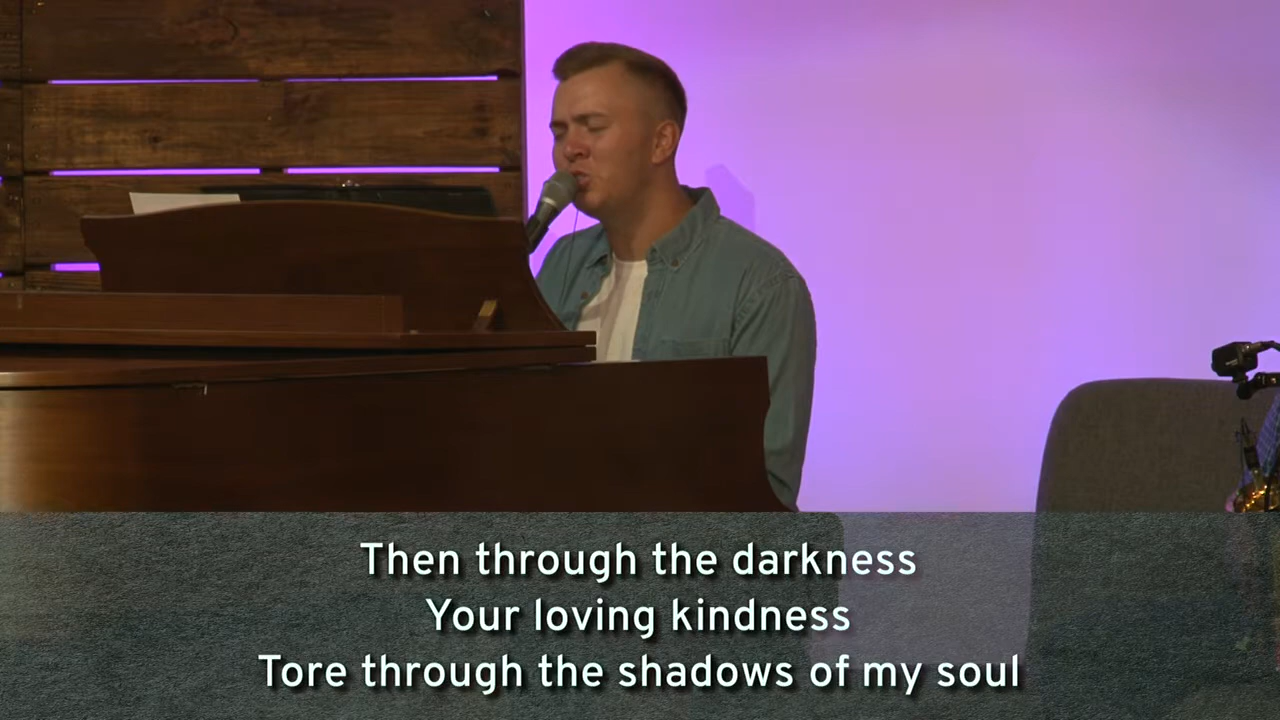 Then through the darkness
Your loving kindness
Tore through the shadows of my soul